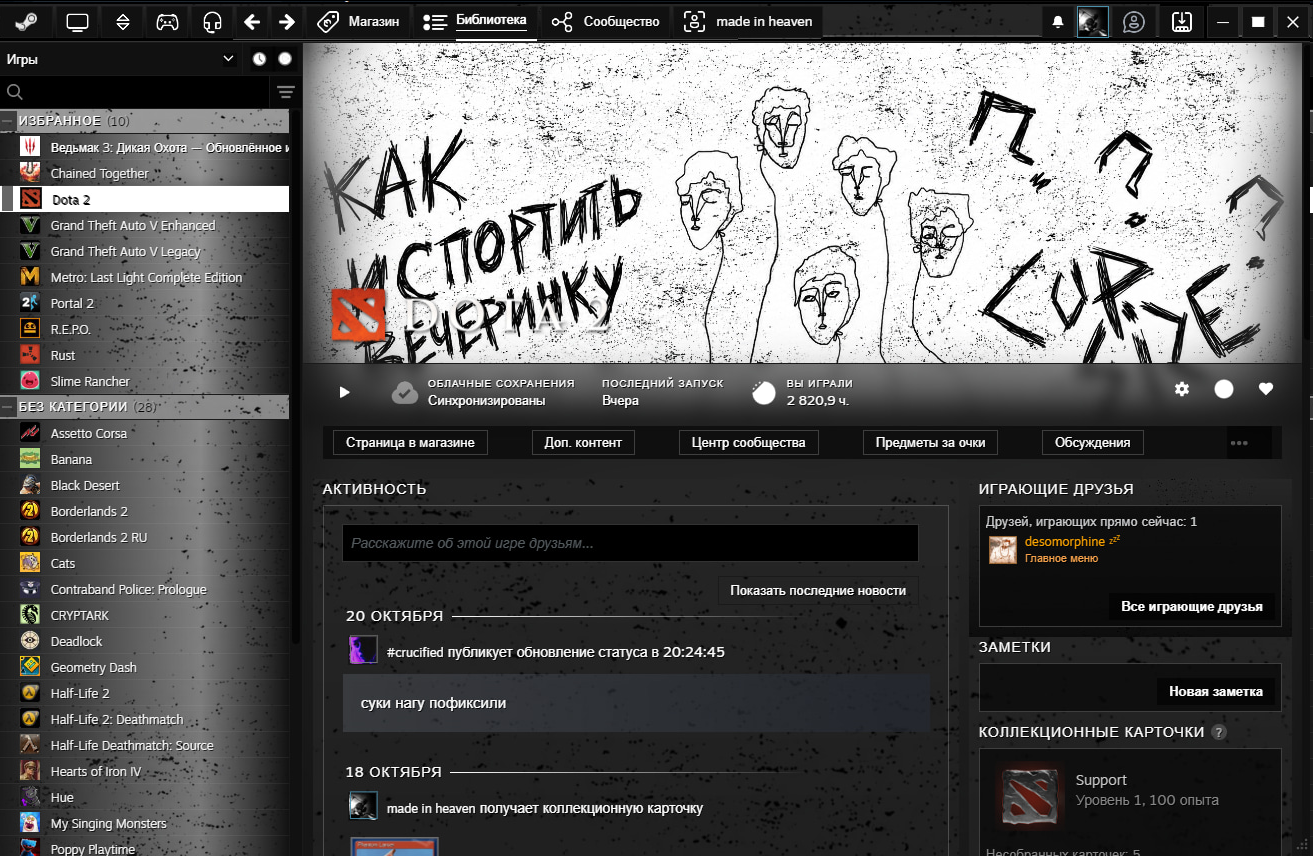 Магазин
Библиотека
Сообщество
made in heaven
Игры
ИЗБРАННОЕ (10)
Ведьмак 3: Дикая Охота — Обновлённое и
Chained Together
Dota 2
Grand Theft Auto V Enhanced
Grand Theft Auto V Legacy
Metro: Last Light Complete Edition
Portal 2
R.E.P.O.
Rust
Slime Rancher
БЕЗ КАТЕГОРИИ (28)
Assetto Corsa
Banana
Black Desert
Borderlands 2
Borderlands 2 RU
Cats
Contraband Police: Prologue
CRYPTARK
Deadlock
Geometry Dash
Half-Life 2
Half-Life 2: Deathmatch
Half-Life Deathmatch: Source
Hearts of Iron IV
Hue
My Singing Monsters
Poppy Playtime
КАК
ИСПОРТИТЬ
ВЕЧЕРИНКУ
???
CURSE
DOTA 2
ОБЛАЧНЫЕ СОХРАНЕНИЯ
Синхронизированы
ПОСЛЕДНИЙ ЗАПУСК
Вчера
ВЫ ИГРАЛИ
2 820,9 ч.
Страница в магазине
Доп. контент
Центр сообщества
Предметы за очки
Обсуждения
АКТИВНОСТЬ
Расскажите об этой игре друзьям...
Показать последние новости
20 ОКТЯБРЯ
#crucified публикует обновление статуса в 20:24:45
суки нагу пофиксили
18 ОКТЯБРЯ
made in heaven получает коллекционную карточку
ИГРАЮЩИЕ ДРУЗЬЯ
Друзей, играющих прямо сейчас: 1
desomorphine zzz
Главное меню
Все играющие друзья
ЗАМЕТКИ
Новая заметка
КОЛЛЕКЦИОННЫЕ КАРТОЧКИ ?
Support
Уровень 1, 100 опыта
Несобранных карточек: 5